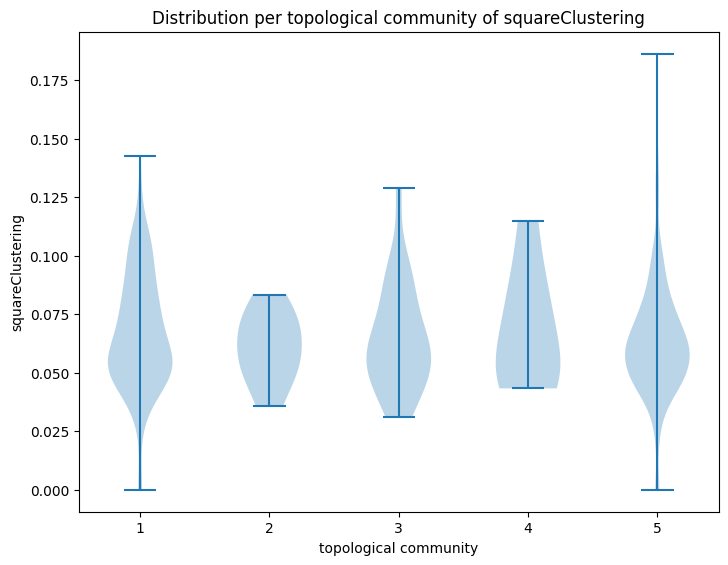 Distribution per topological community of squareClustering
squareClustering
0.175
0.150
0.125
0.100
0.075
0.050
0.025
0.000
1 2 3 4 5
topological community